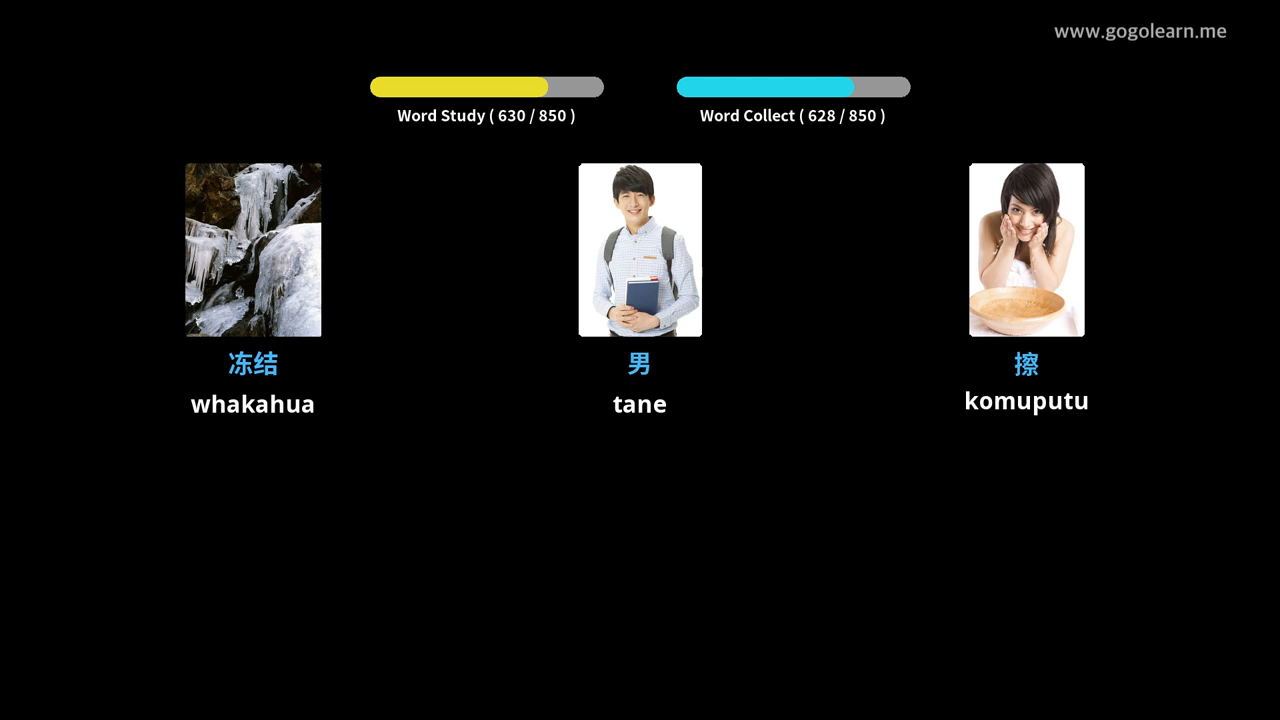 www.gogolearn.me
Word Study ( 630 / 850 )
Word Collect ( 628 / 850 )
冻结
男
擦
whakahua
tane
komuputu